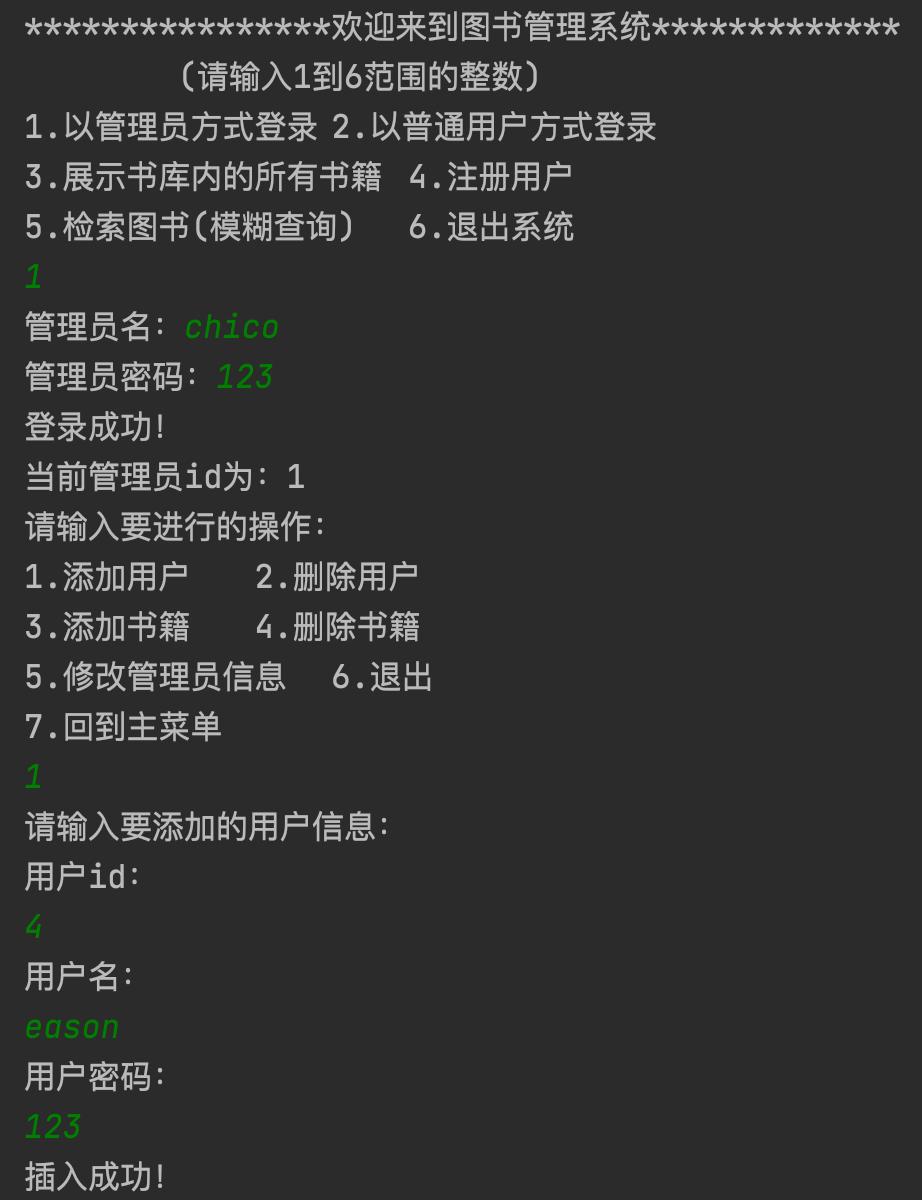 ****************欢迎来到图书管理系统*************
(请输入1到6范围的整数)
1.以管理员方式登录 2.以普通用户方式登录
3.展示书库内的所有书籍 4.注册用户
5.检索图书(模糊查询) 6.退出系统
1
管理员名：chico
管理员密码：123
登录成功！
当前管理员id为：1
请输入要进行的操作：
1.添加用户 2.删除用户
3.添加书籍 4.删除书籍
5.修改管理员信息 6.退出
7.回到主菜单
1
请输入要添加的用户信息：
用户id：
4
用户名：
eason
用户密码：
123
插入成功！